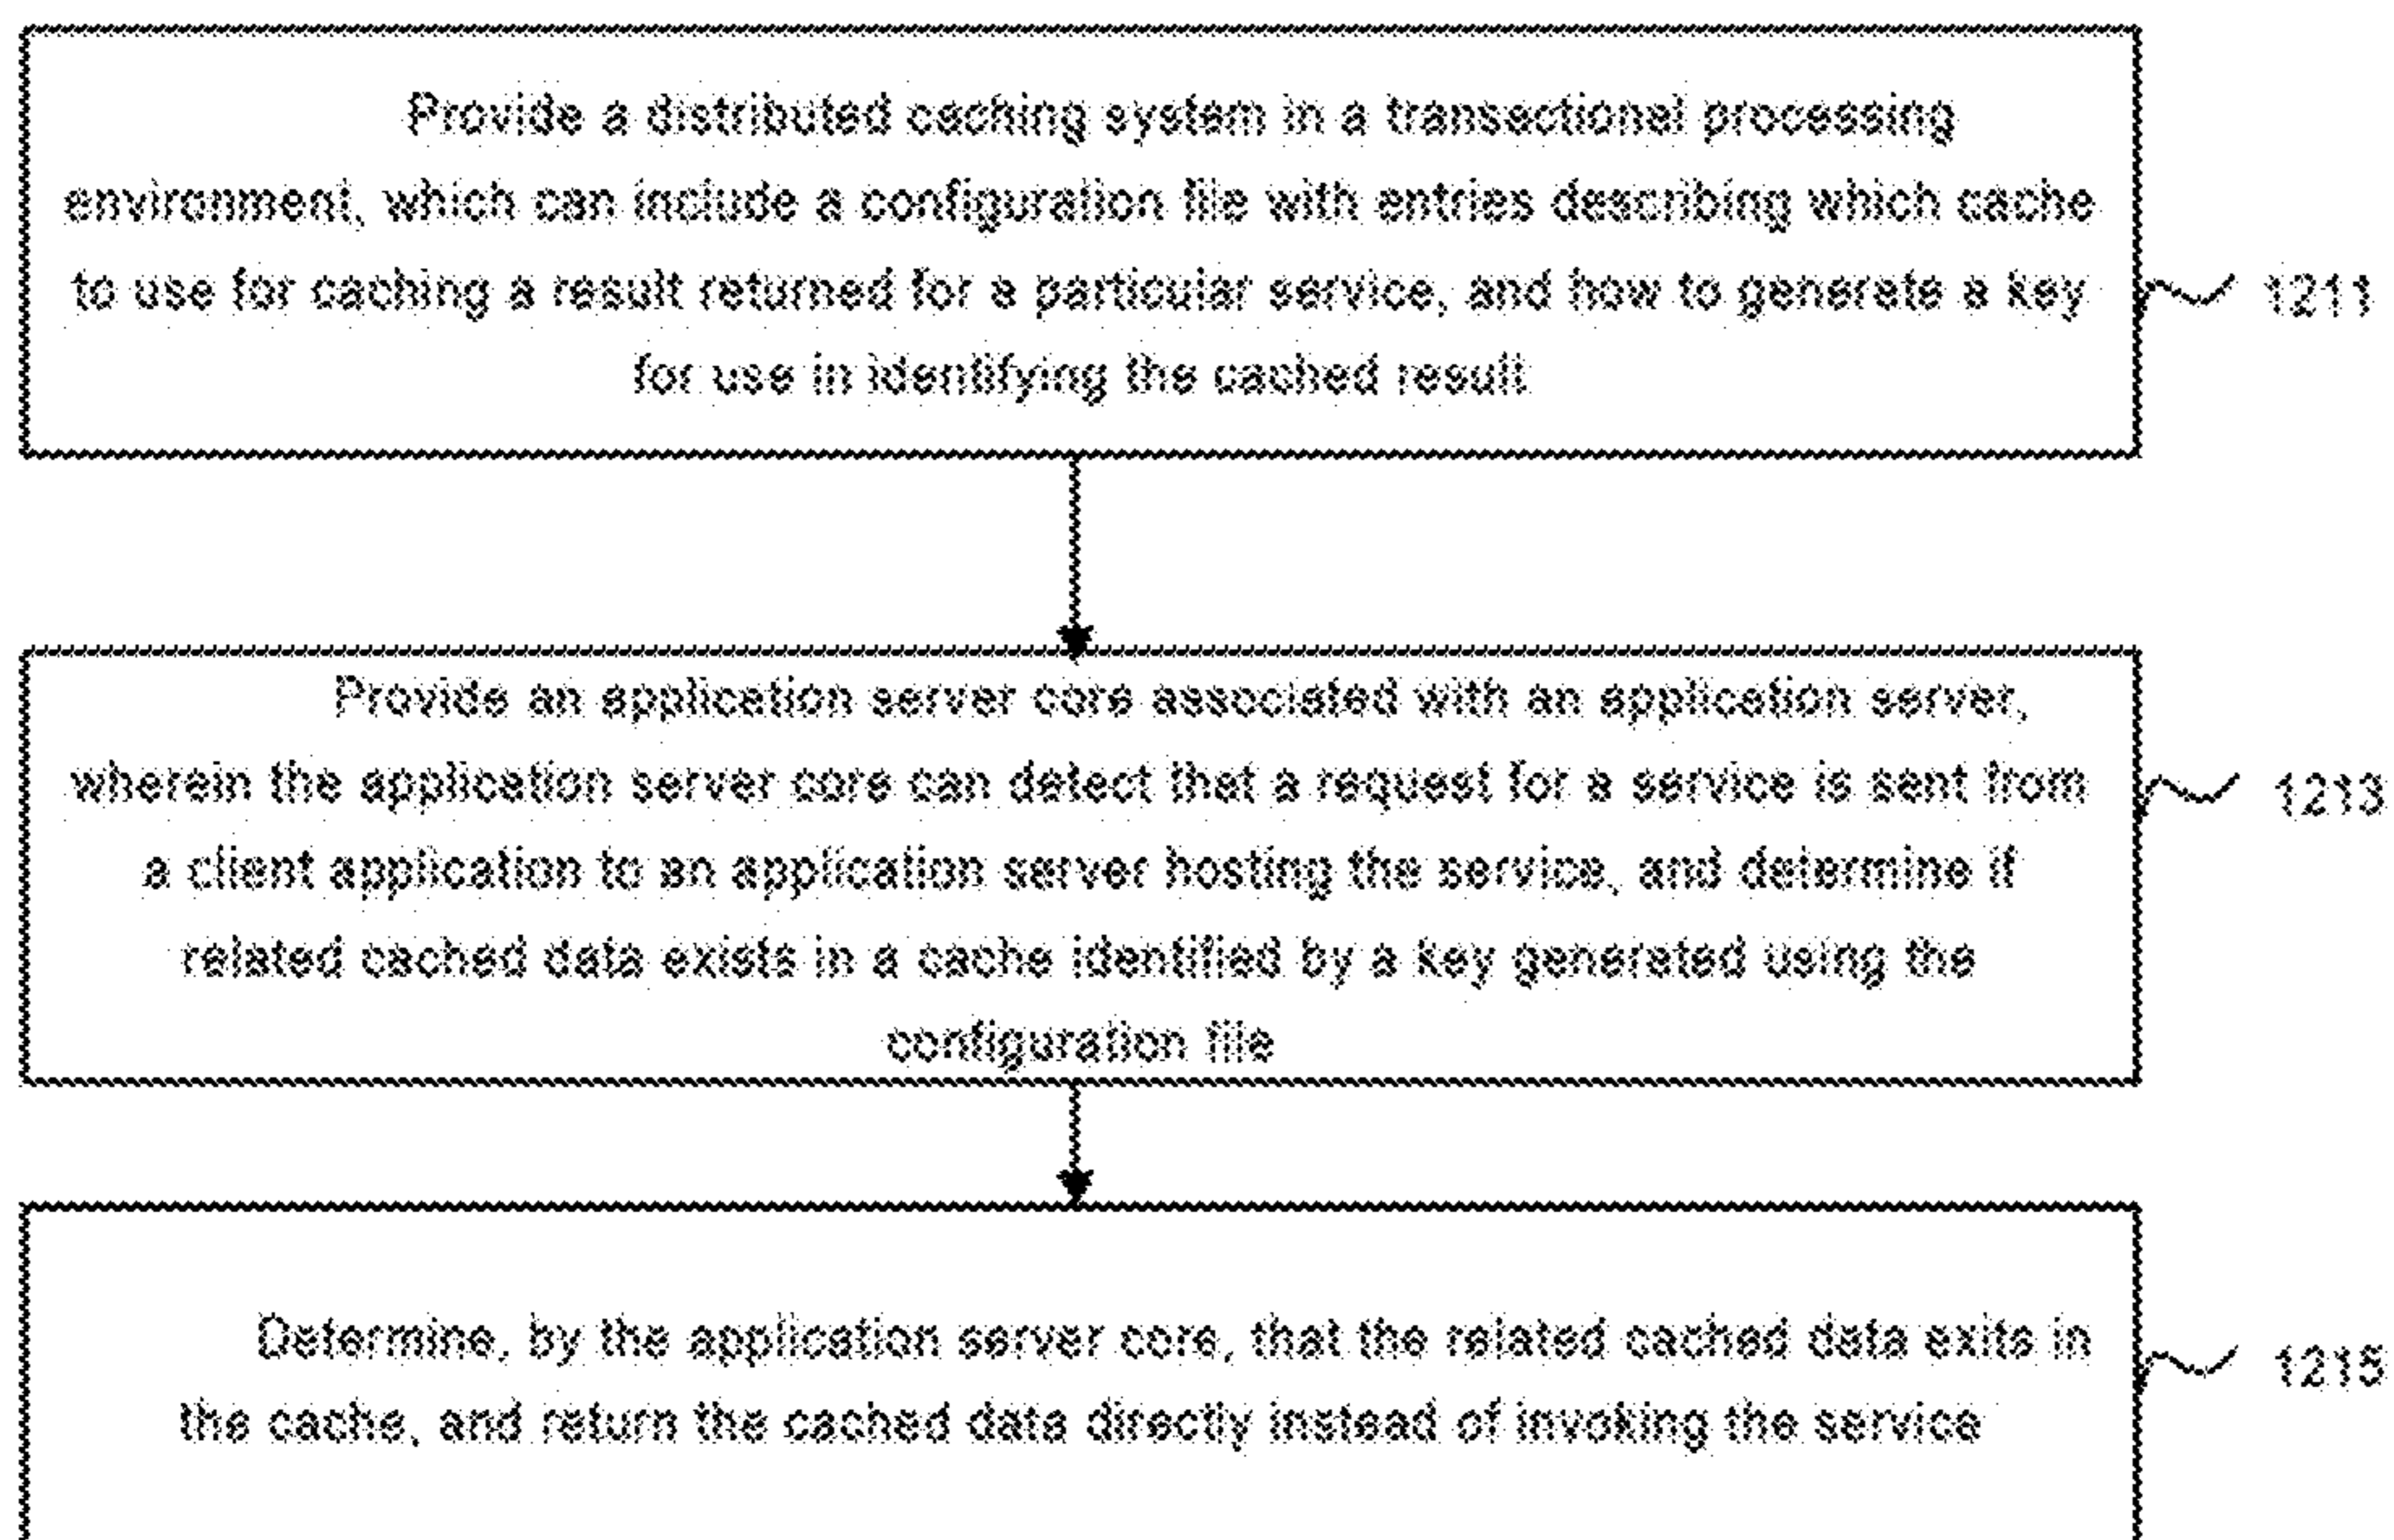 Provide a distributed caching system in a transactional processing
environment, which can include a configuration file with entries describing which cache
to use for caching a result returned for a particular service, and how to generate a key
1211
for use in identifying the cached result
Provide an application server core associated with an application server,
wherein the application server core can detect that a request for a service is sent from
1213
a client application to an application server hosting the service, and determine if
related cached data exists in a cache identified by a key generated using the
configuration file
Determine, by the application server core, that the related cached data exits in
1215
the cache, and return the cached data directly instead of invoking the service